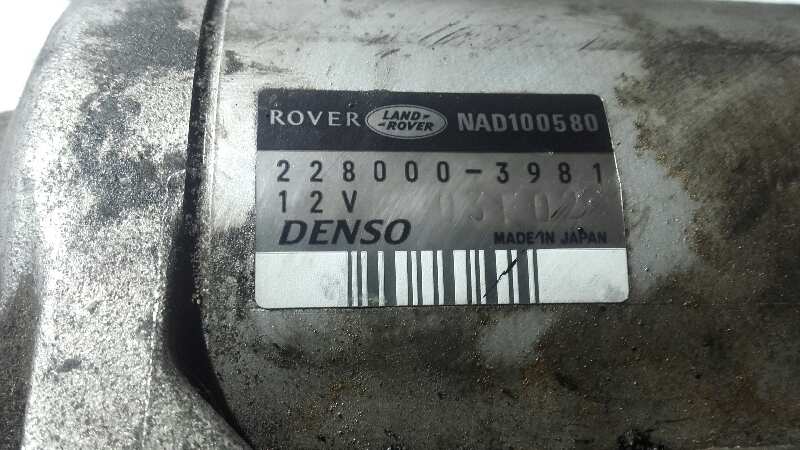 ROVER LAND-ROVER NAD100580
228000-3981
12V
DENSO MADE IN JAPAN